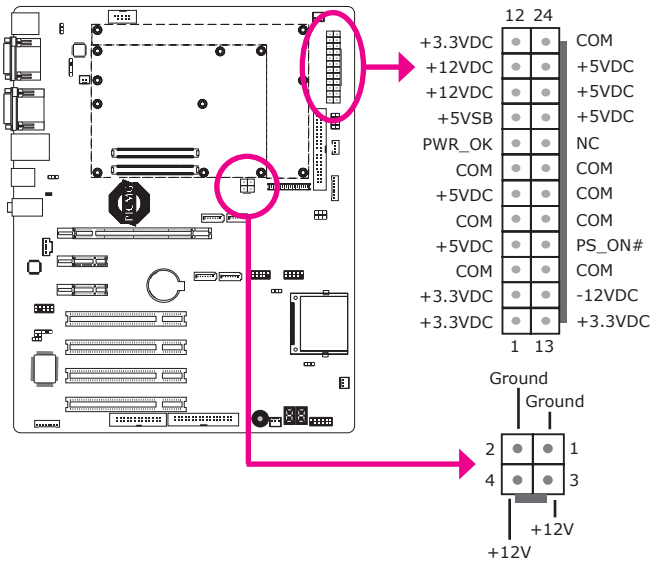 12 24
+3.3VDC COM
+12VDC +5VDC
+12VDC +5VDC
+5VSB +5VDC
PWR_OK NC
COM COM
+5VDC COM
COM COM
+5VDC PS_ON#
COM COM
+3.3VDC -12VDC
+3.3VDC +3.3VDC
1 13
Ground
Ground
2 1
4 3
+12V
+12V